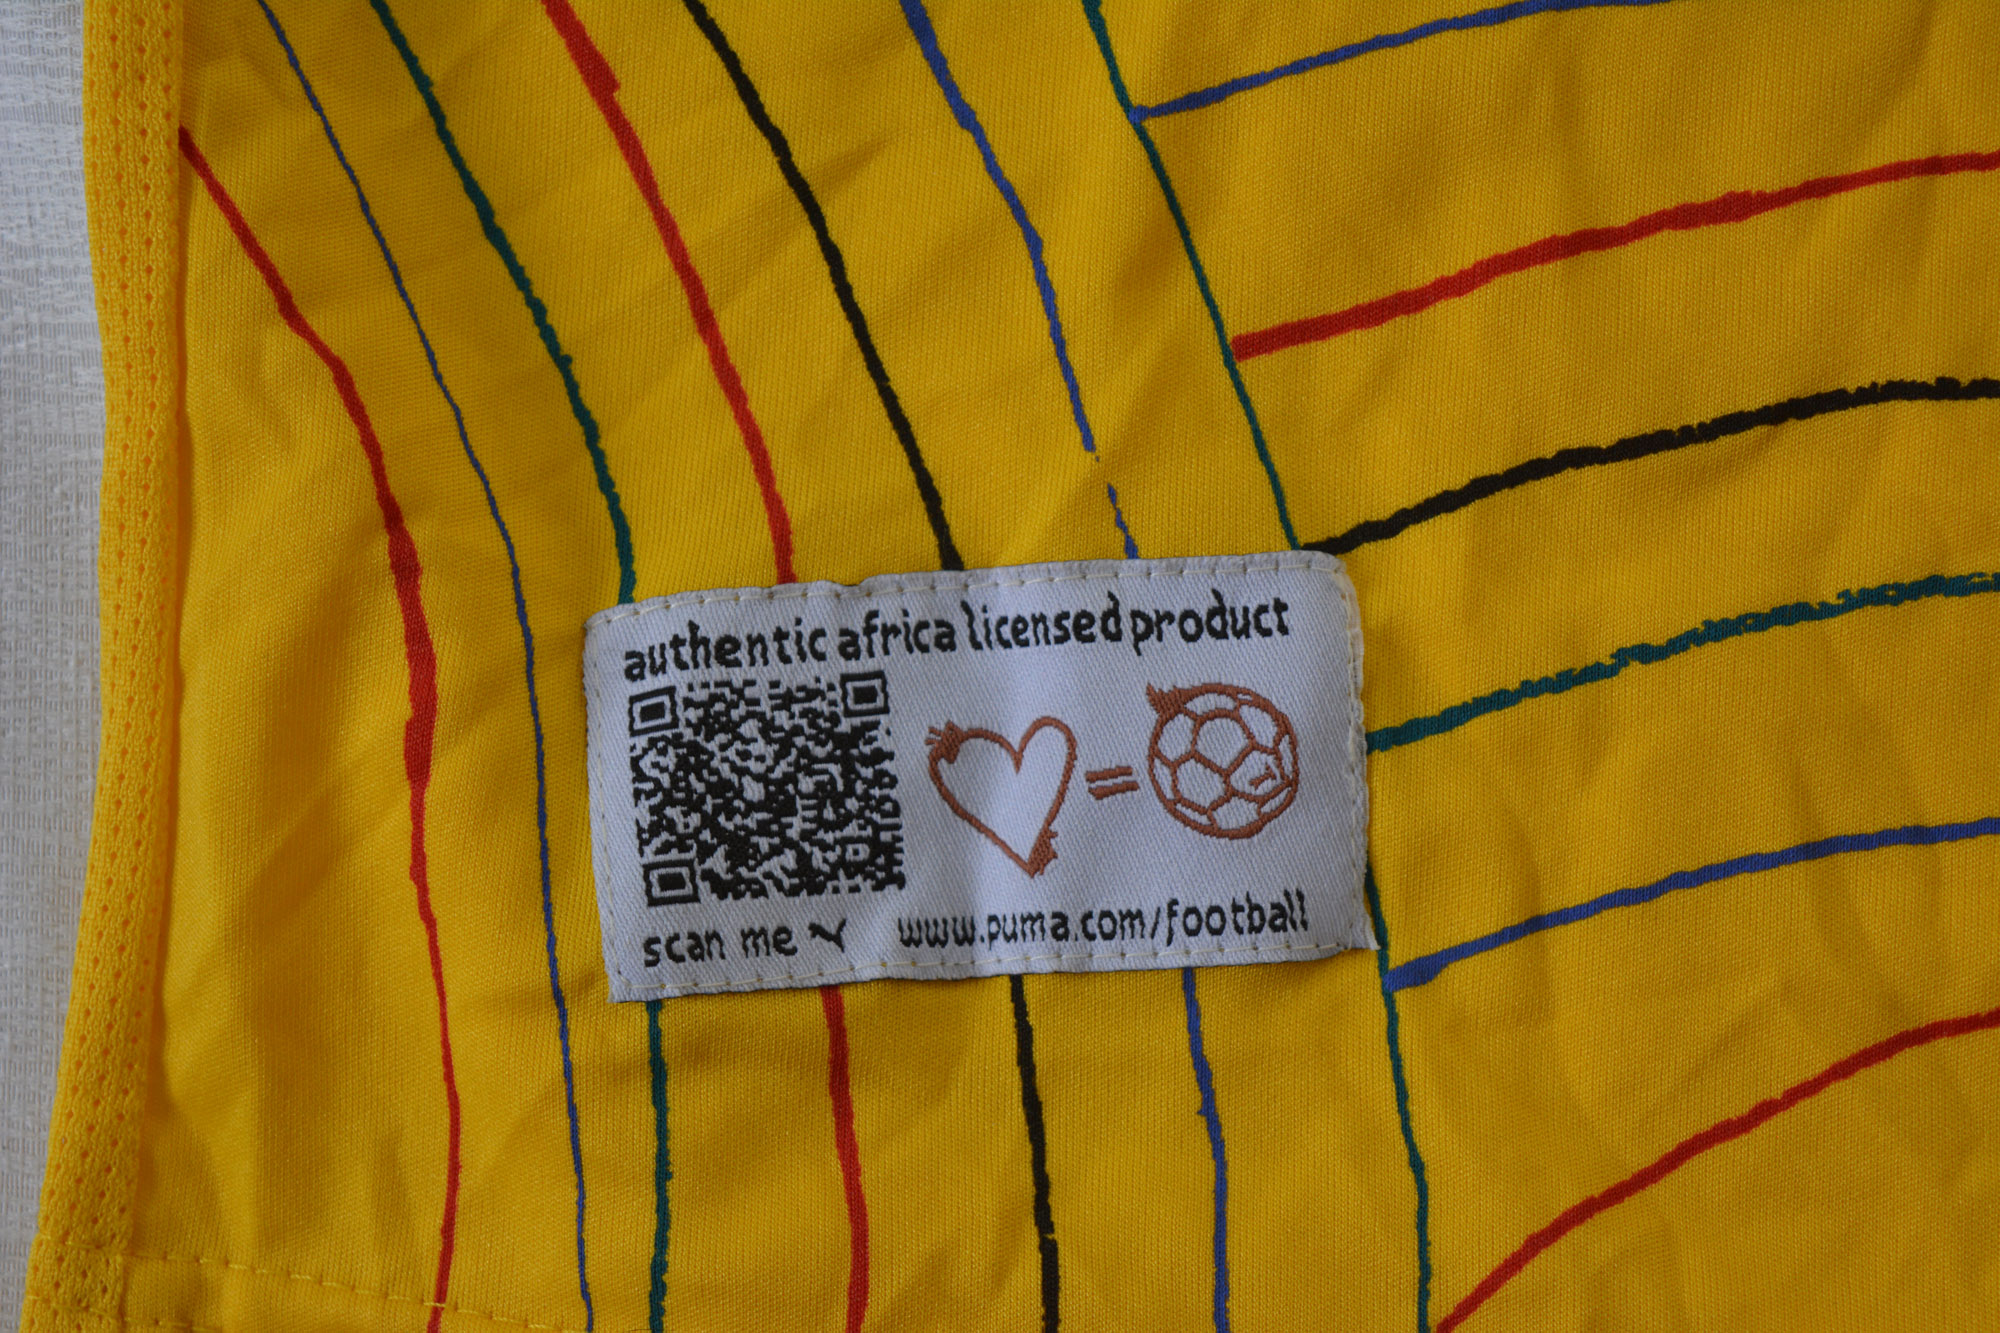 authentic africa licensed product
=
scan me
www.puma.com/football